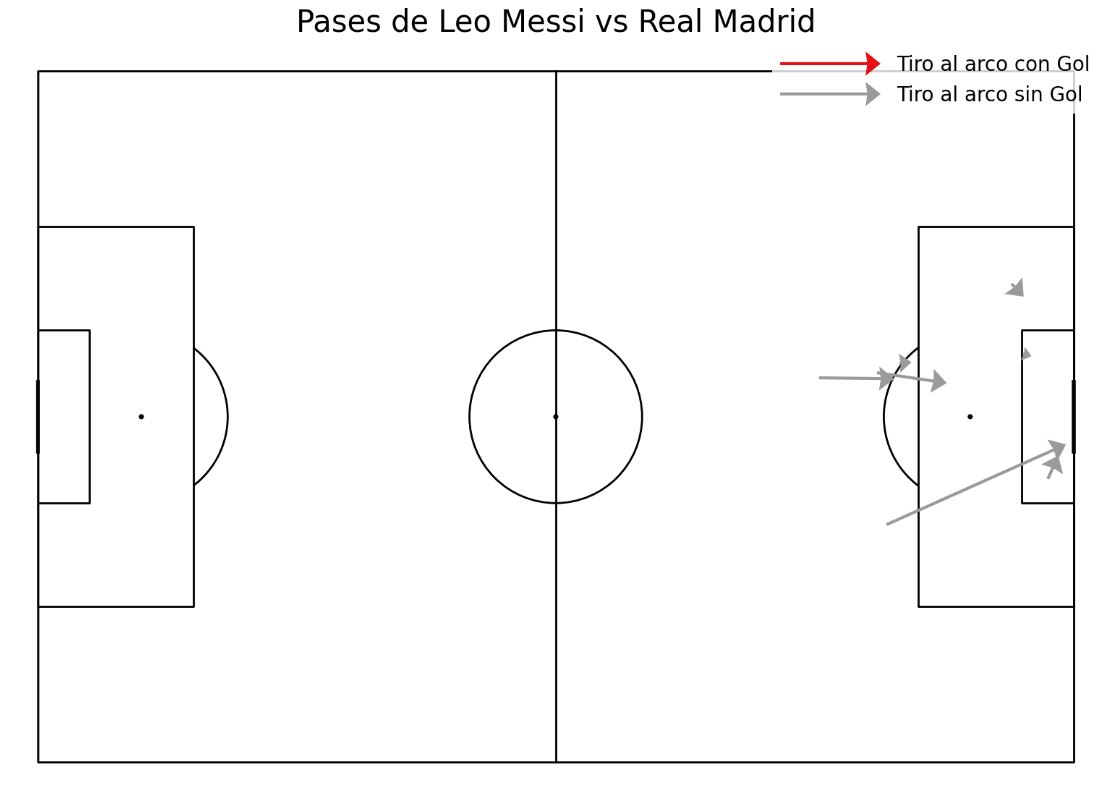 Pases de Leo Messi vs Real Madrid
Tiro al arco con Gol
Tiro al arco sin Gol